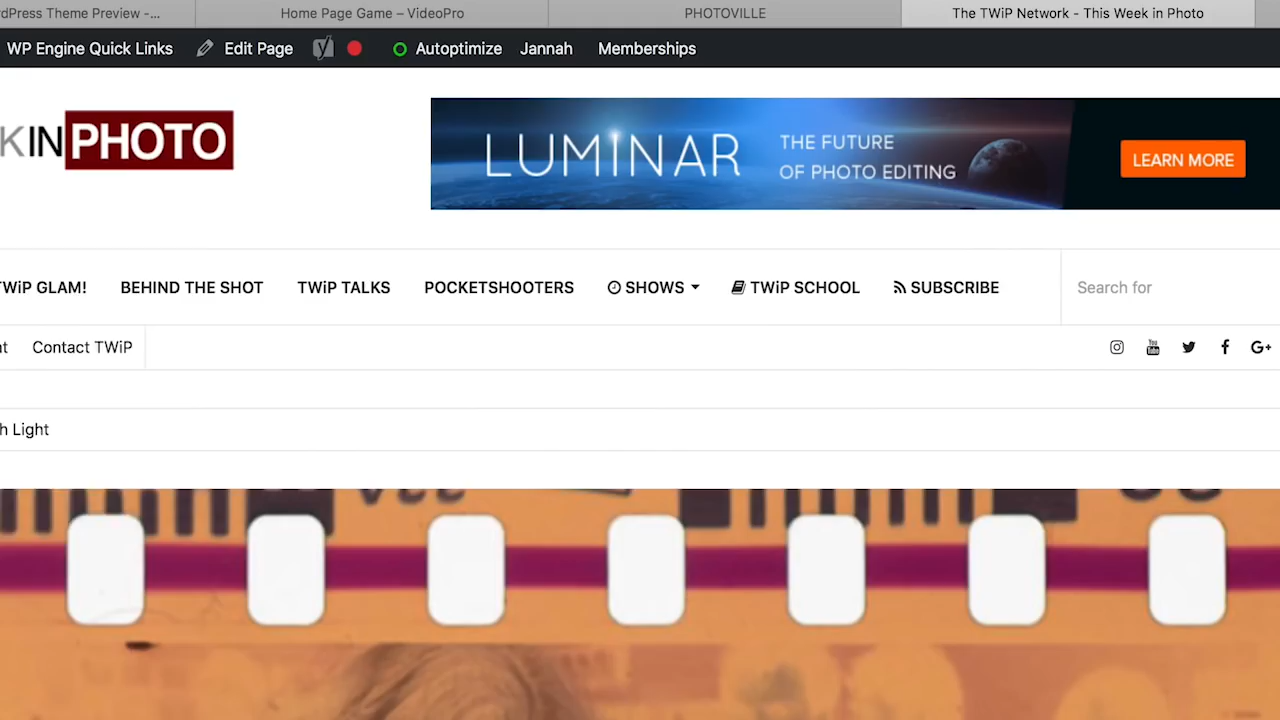 dPress Theme Preview -... Home Page Game – VideoPro PHOTOVILLE The TWiP Network - This Week in Photo
WP Engine Quick Links Edit Page Autoptimize Jannah Memberships
KINPHOTO
LUMINAR THE FUTURE
OF PHOTO EDITING
LEARN MORE
TWiP GLAM! BEHIND THE SHOT TWiP TALKS POCKETSHOOTERS SHOWS TWiP SCHOOL SUBSCRIBE Search for
Contact TWiP You Tube G+
h Light